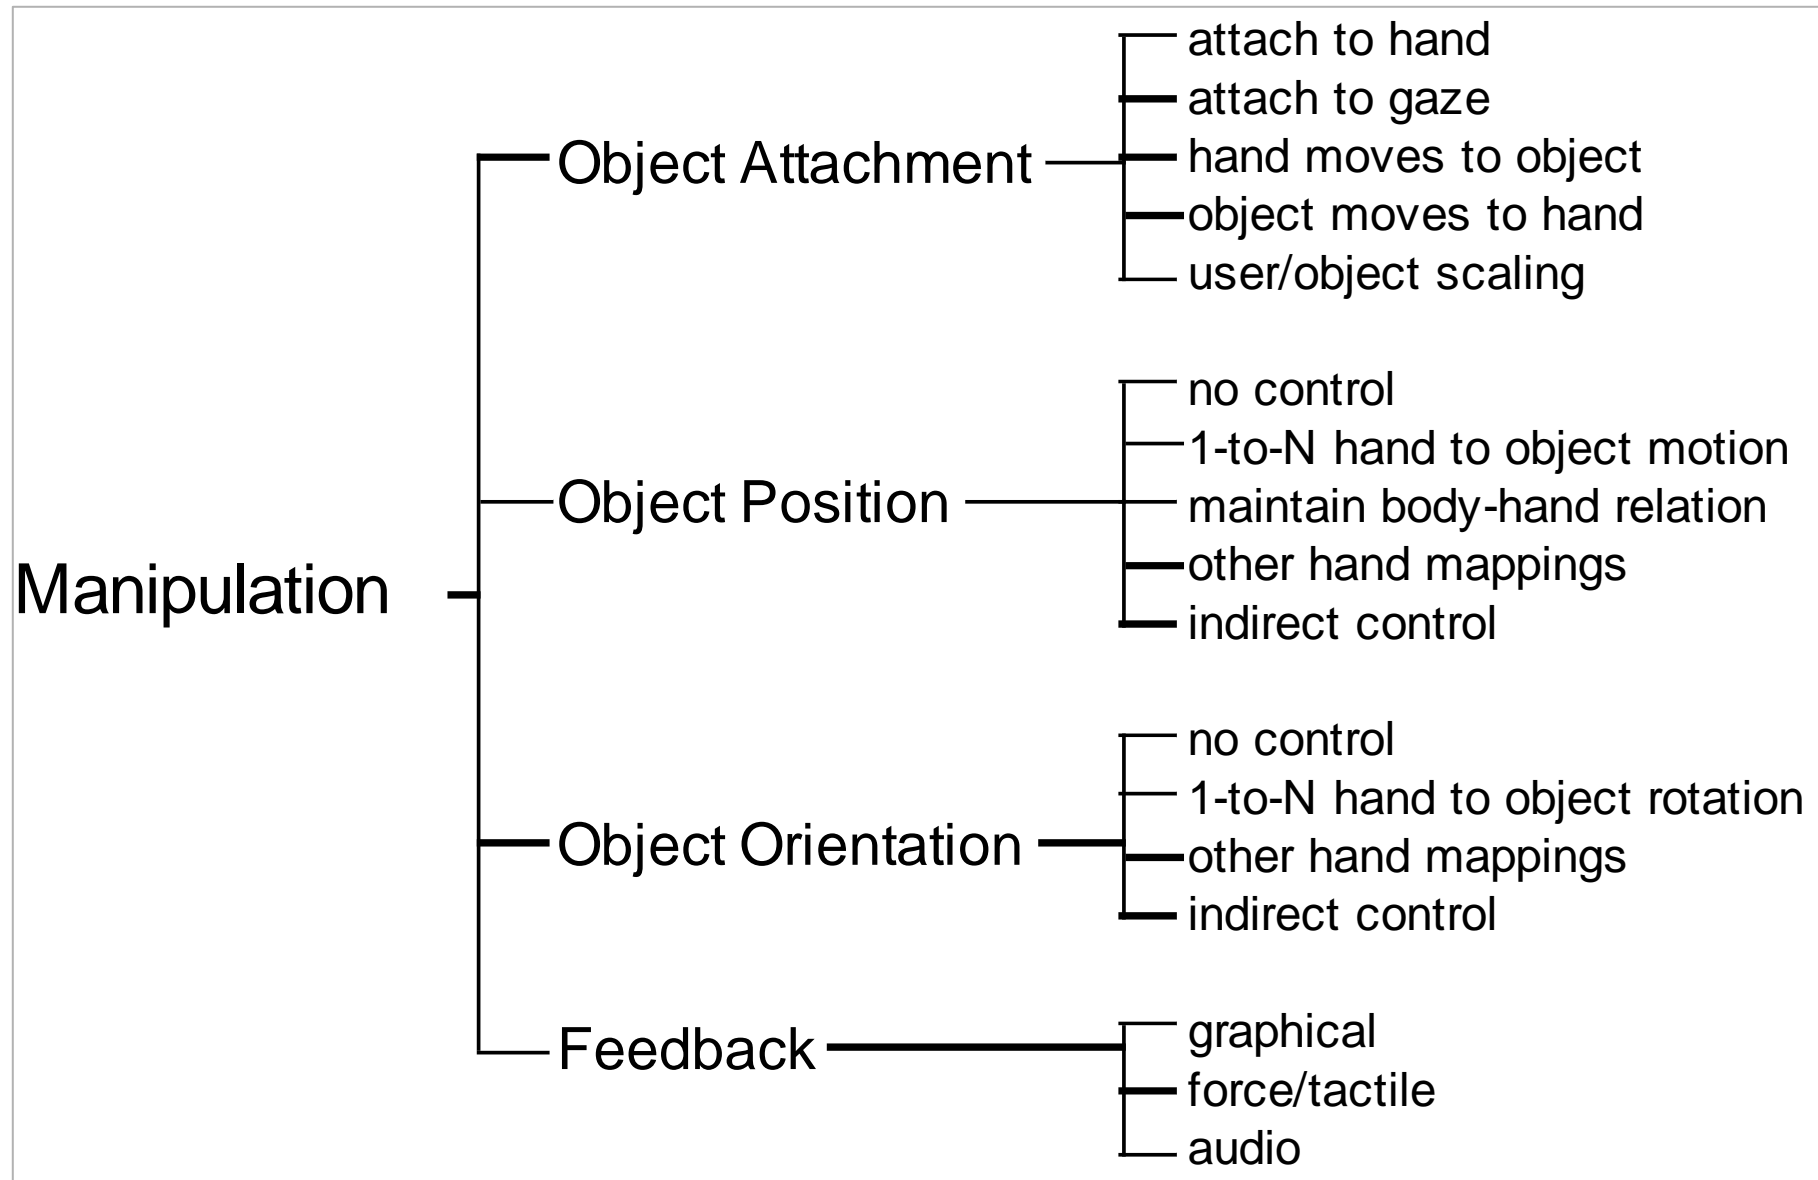 Manipulation
Object Attachment
attach to hand
attach to gaze
hand moves to object
object moves to hand
user/object scaling
Object Position
no control
1-to-N hand to object motion
maintain body-hand relation
other hand mappings
indirect control
Object Orientation
no control
1-to-N hand to object rotation
other hand mappings
indirect control
Feedback
graphical
force/tactile
audio